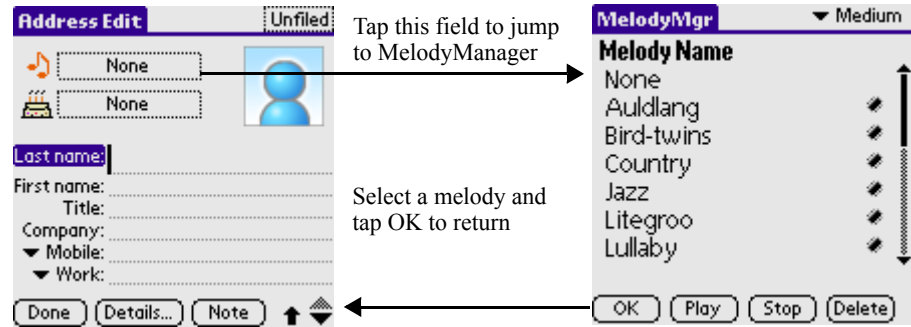 Address Edit
Unfiled
None
None
Last name:
First name:
Title:
Company:
Mobile:
Work:
Done
Details...
Note
Tap this field to jump
to MelodyManager
Select a melody and
tap OK to return
MelodyMgr
Medium
Melody Name
None
Auldlang
Bird-twins
Country
Jazz
Litegroo
Lullaby
OK
Play
Stop
Delete